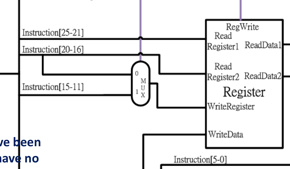 Instruction[25-21]
Instruction[20-16]
Instruction[15-11]
0
1
M
U
X
RegWrite
Read
Register1
ReadData1
Read
Register2
ReadData2
Register
WriteRegister
WriteData
ve been
have no
Instruction[5-0]